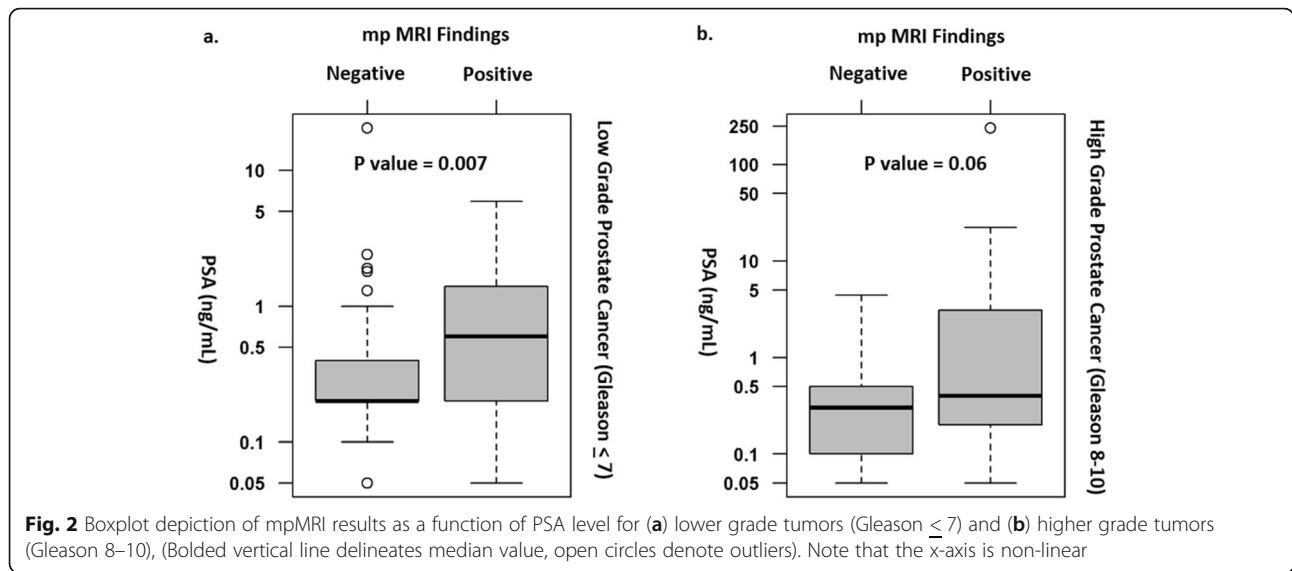 a.
mp MRI Findings
Negative Positive
10
5
1
0.5
0.1
0.05
PSA (ng/mL)
P value = 0.007
Low Grade Prostate Cancer (Gleason ≤ 7)
b.
mp MRI Findings
Negative Positive
250
100
50
10
5
1
0.5
0.1
0.05
PSA (ng/mL)
P value = 0.06
High Grade Prostate Cancer (Gleason 8-10)
Fig. 2 Boxplot depiction of mpMRI results as a function of PSA level for (a) lower grade tumors (Gleason ≤ 7) and (b) higher grade tumors
(Gleason 8–10), (Bolded vertical line delineates median value, open circles denote outliers). Note that the x-axis is non-linear